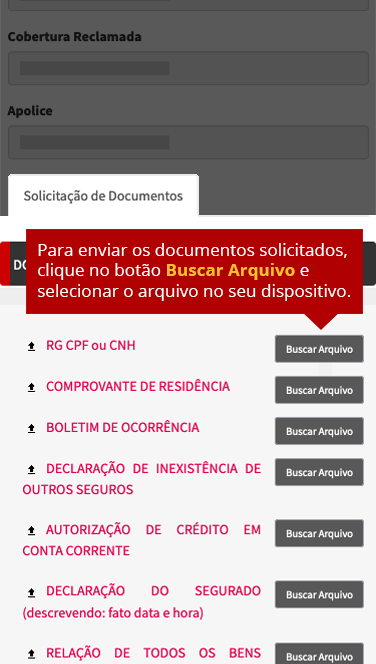 Cobertura Reclamada
Apolice
Solicitação de Documentos
Para enviar os documentos solicitados,
clique no botão Buscar Arquivo e
selecionar o arquivo no seu dispositivo.
RG CPF ou CNH
Buscar Arquivo
COMPROVANTE DE RESIDÊNCIA
Buscar Arquivo
BOLETIM DE OCORRÊNCIA
Buscar Arquivo
DECLARAÇÃO DE INEXISTÊNCIA DE
OUTROS SEGUROS
Buscar Arquivo
AUTORIZAÇÃO DE CRÉDITO EM
CONTA CORRENTE
Buscar Arquivo
DECLARAÇÃO DO SEGURADO
(descrevendo: fato data e hora)
Buscar Arquivo
RELAÇÃO DE TODOS OS BENS
Buscar Arquivo